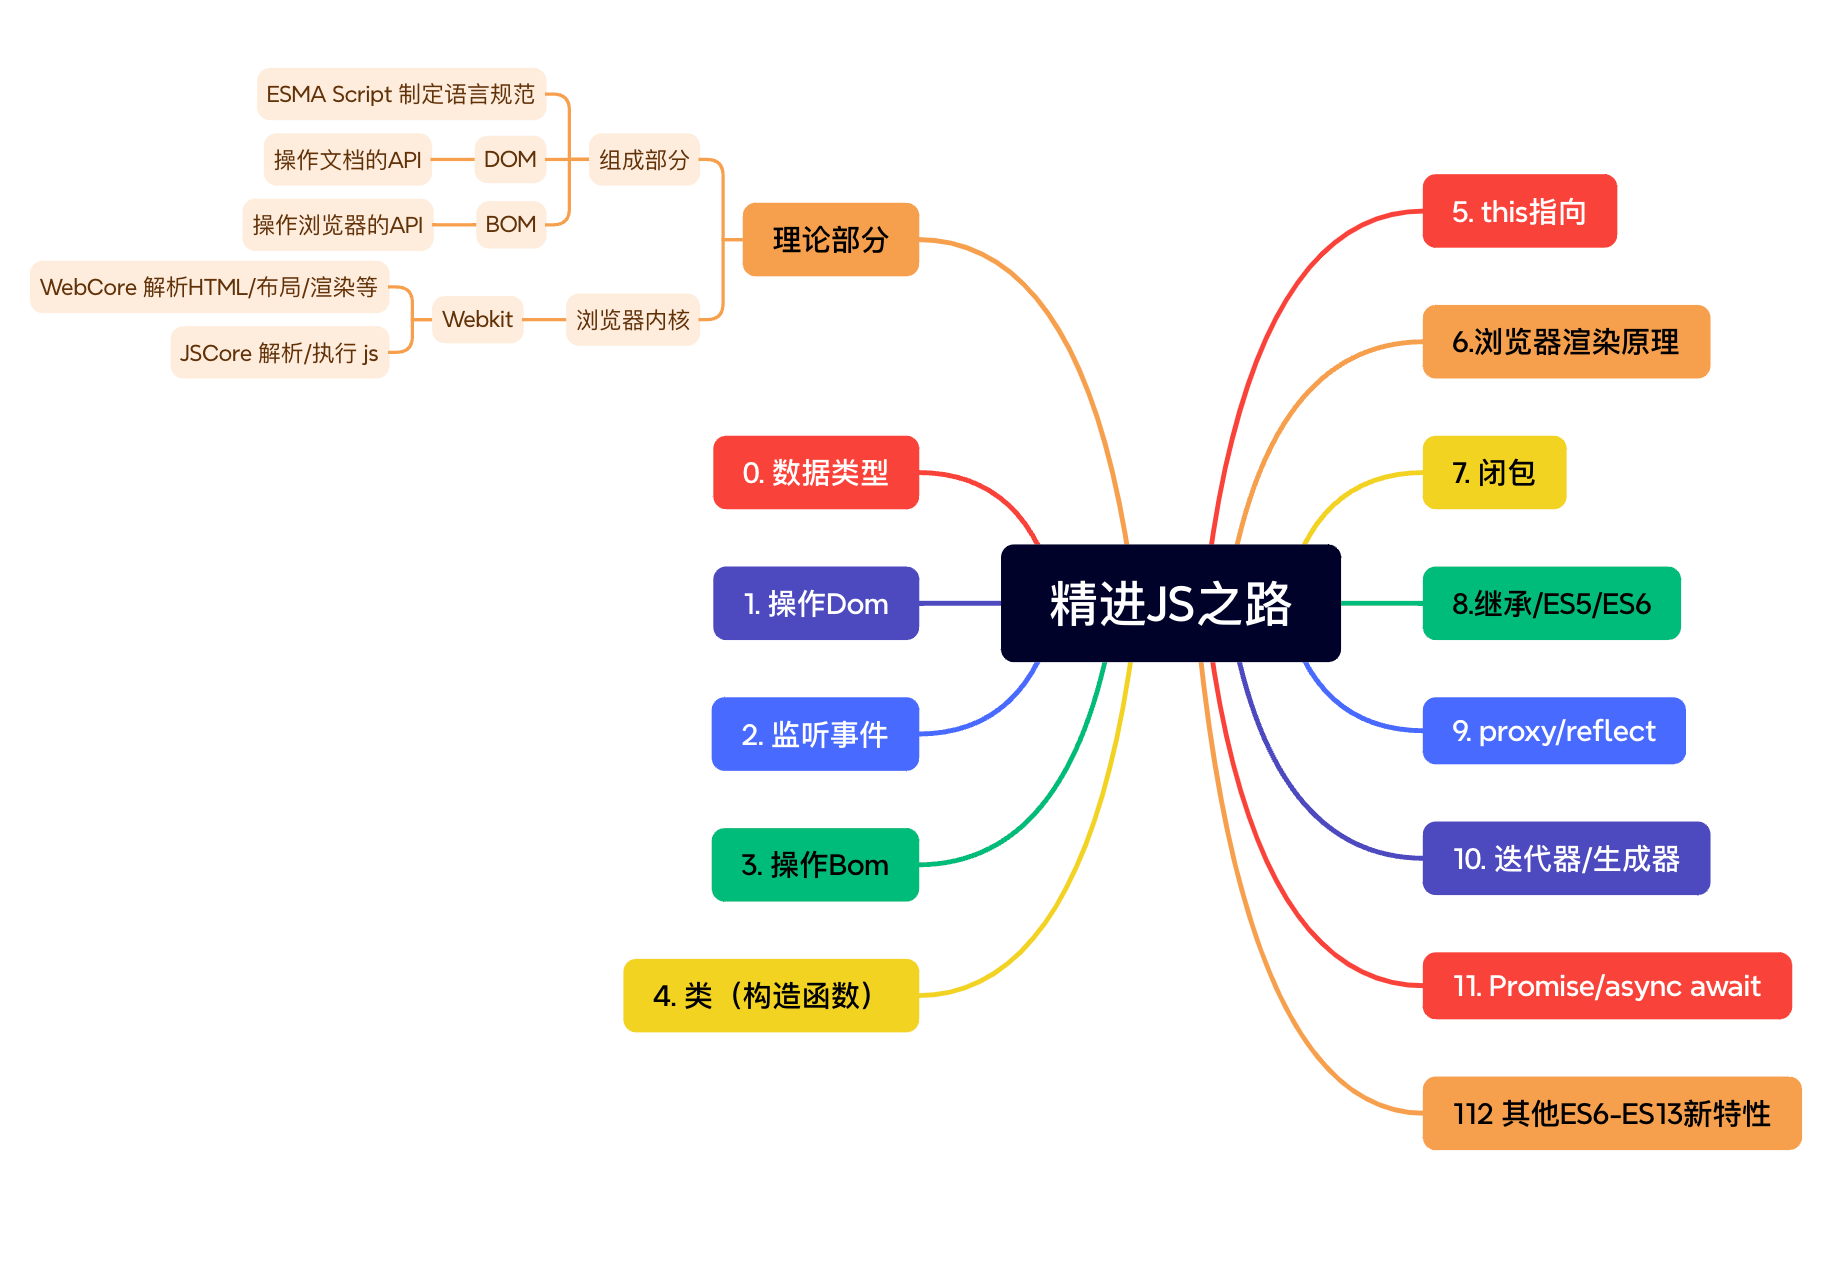 精进JS之路
理论部分
组成部分
ESMA Script 制定语言规范
DOM
操作文档的API
BOM
操作浏览器的API
浏览器内核
Webkit
WebCore 解析HTML/布局/渲染等
JSCore 解析/执行 js
0. 数据类型
1. 操作Dom
2. 监听事件
3. 操作Bom
4. 类（构造函数）
5. this指向
6.浏览器渲染原理
7. 闭包
8.继承/ES5/ES6
9. proxy/reflect
10. 迭代器/生成器
11. Promise/async await
112 其他ES6-ES13新特性